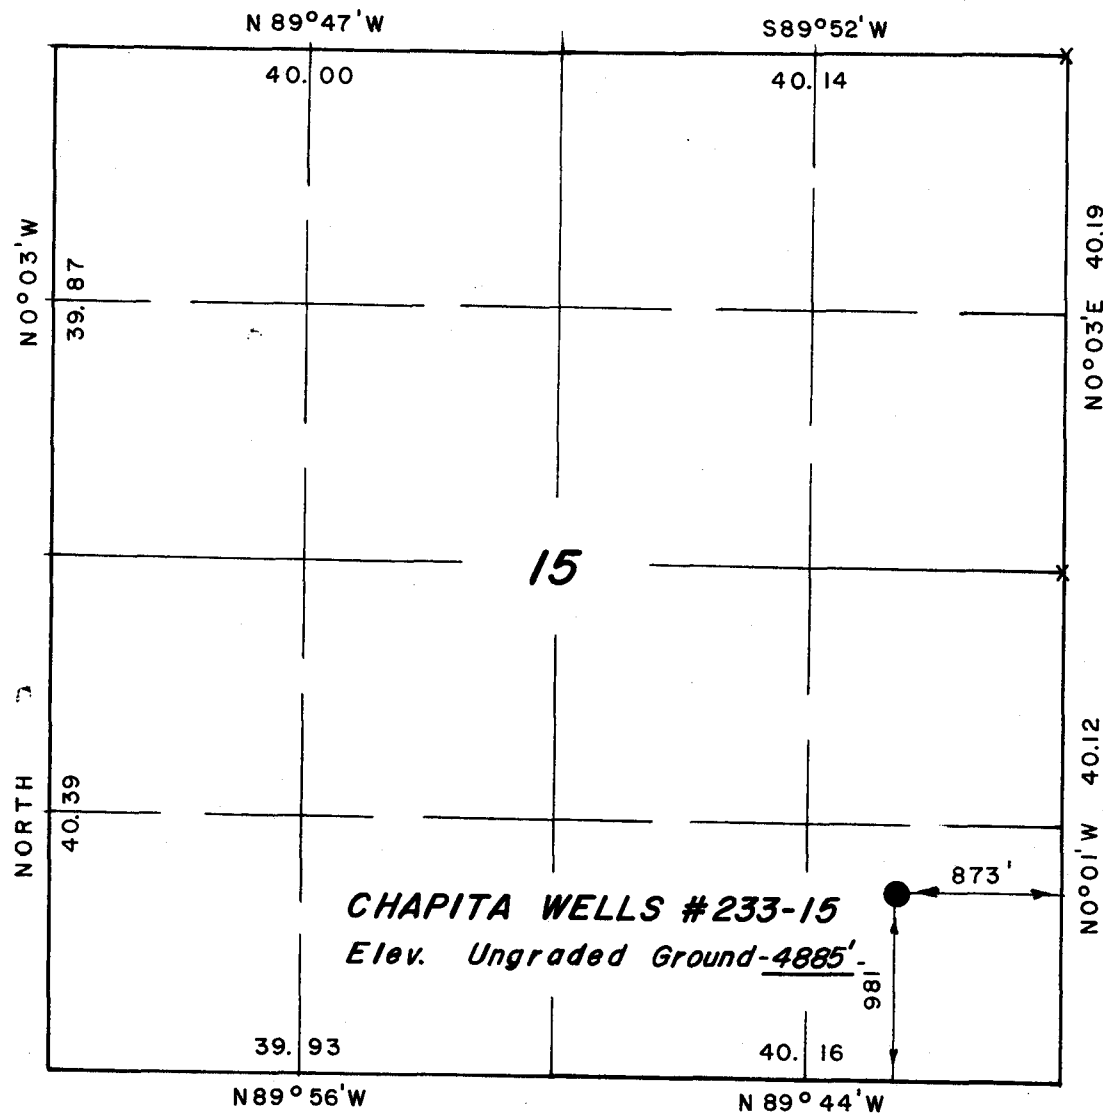 N 89°47'W
S89°52'W
40.00
40.14
N0°03'W
39.87
N0°03'E 40.19
15
NORTH
40.39
N0°01'W 40.12
873'
CHAPITA WELLS #233-15
Elev. Ungraded Ground-4885'
981'
39.93
40.16
N89°56'W
N 89°44'W